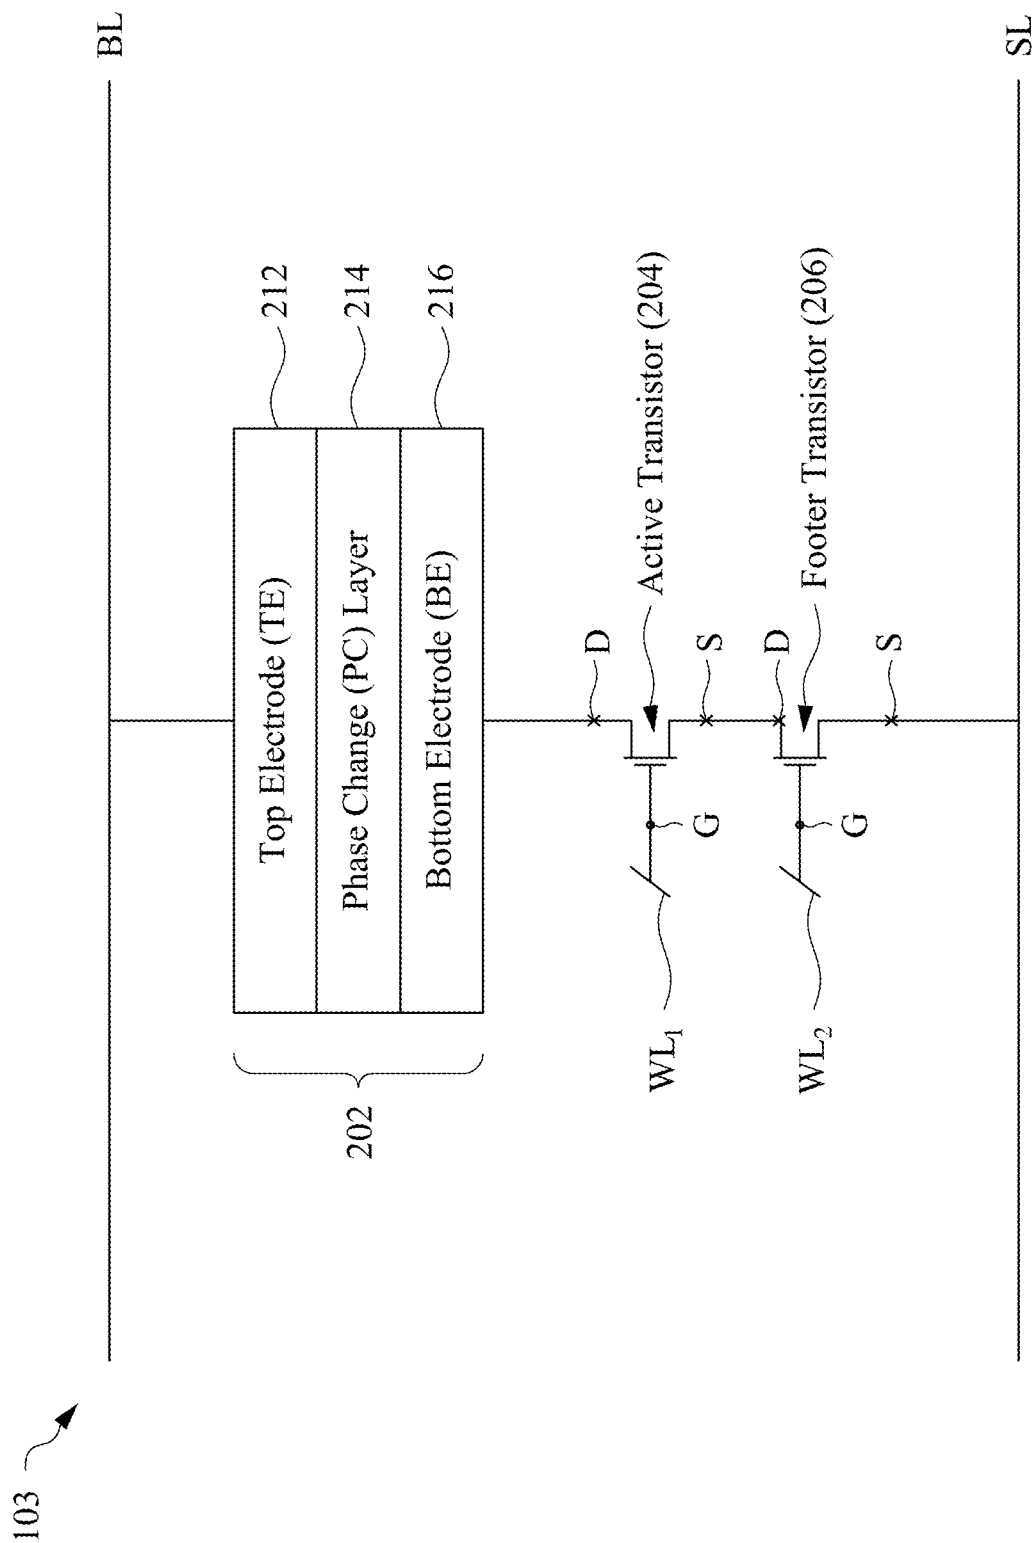 103
BL
Top Electrode (TE)
212
Phase Change (PC) Layer
214
Bottom Electrode (BE)
216
202
D
WL1
G
Active Transistor (204)
S
D
WL2
G
Footer Transistor (206)
S
SL